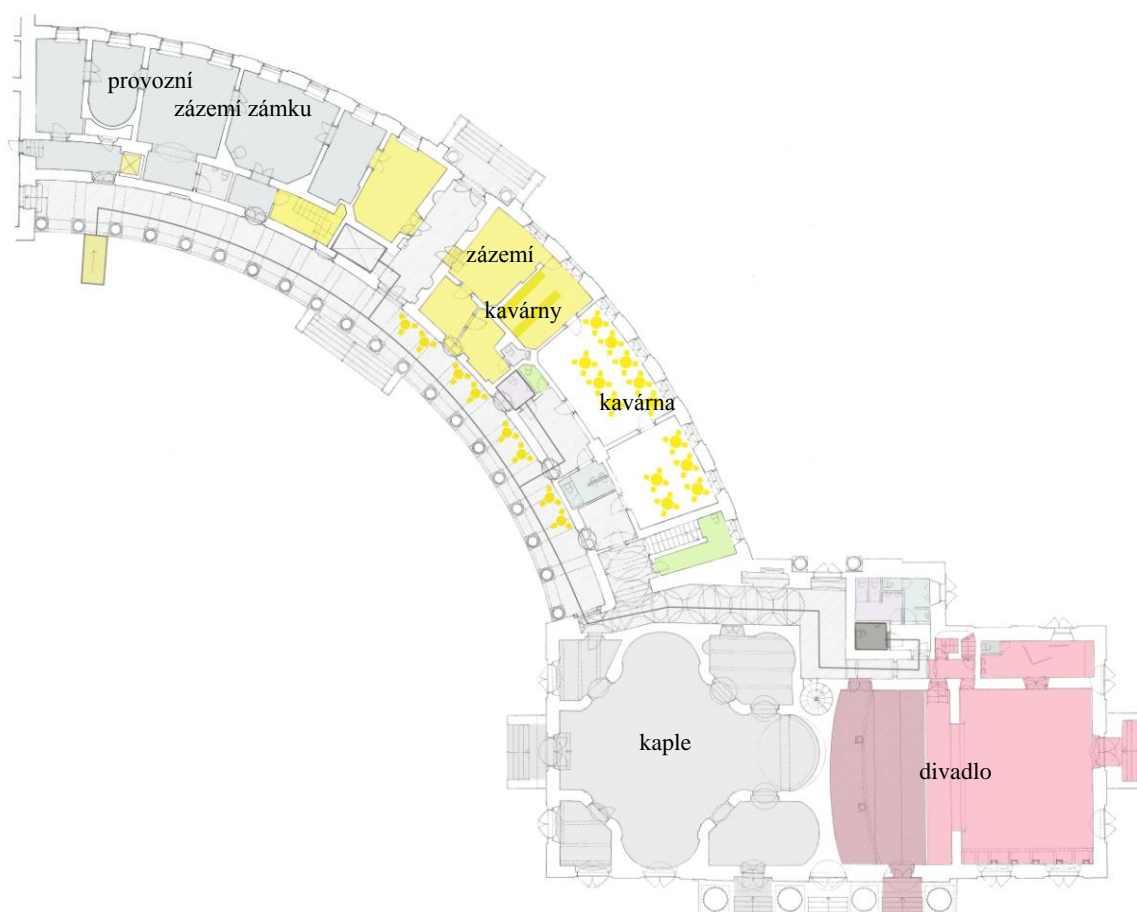 provozní
zázemí zámku
zázemí
kavárny
kavárna
kaple
divadlo